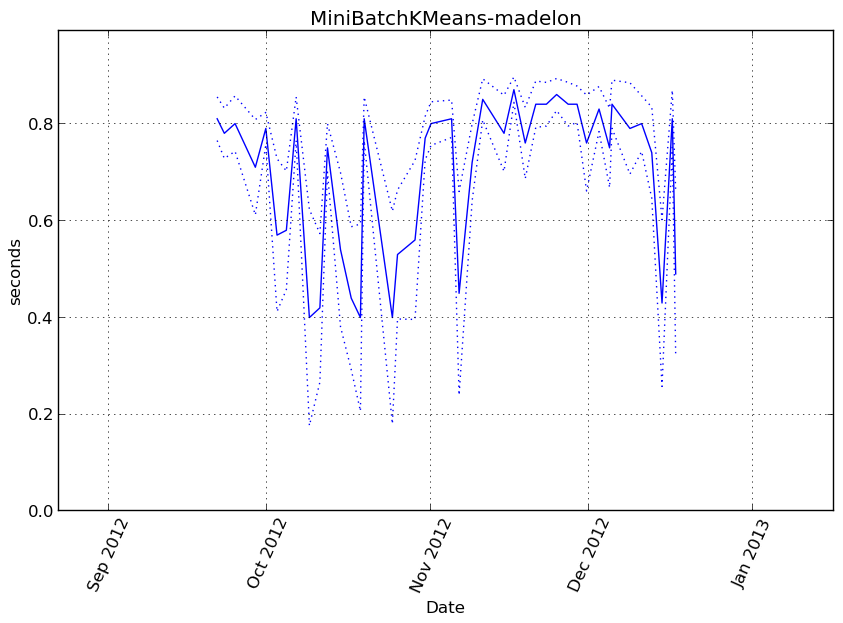 MiniBatchKMeans-madelon
0.8
0.6
0.4
0.2
0.0
seconds
Sep 2012
Oct 2012
Nov 2012
Dec 2012
Jan 2013
Date